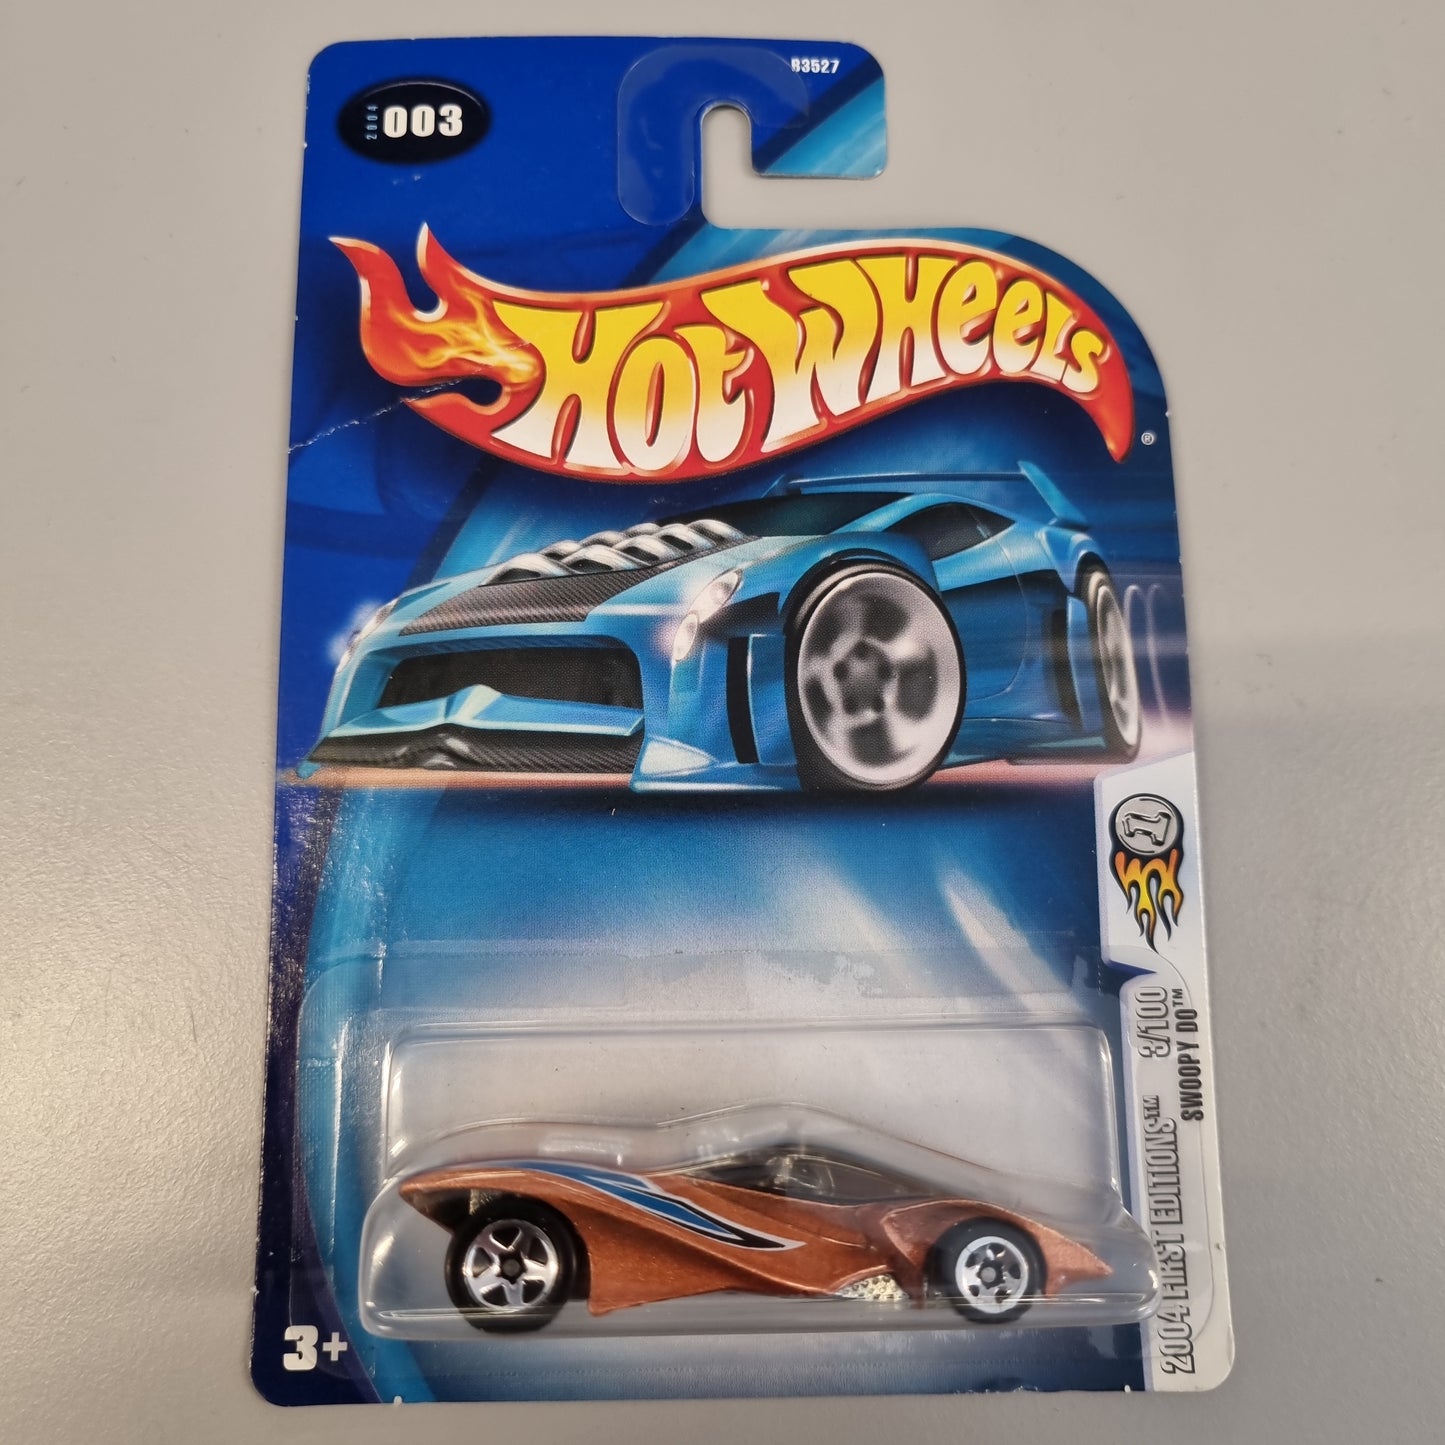 B3527
2004 003
HOT WHEELS®
2004 FIRST EDITIONS™ 3/100
SWOOPY DO™
3+